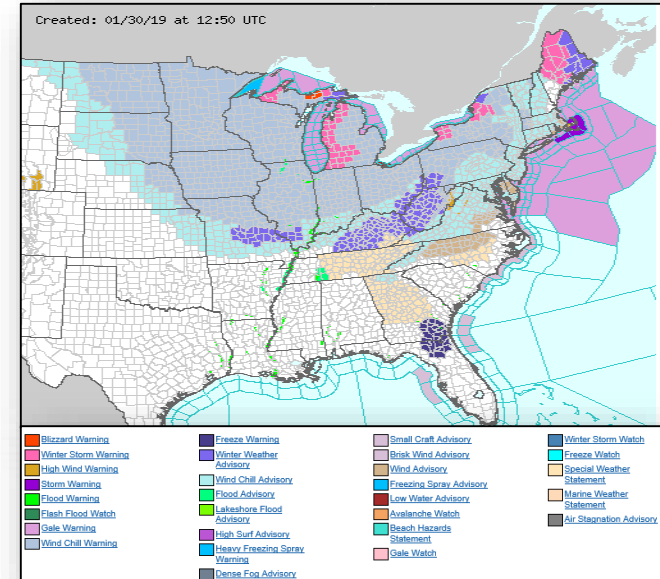 Created: 01/30/19 at 12:50 UTC
Blizzard Warning
Winter Storm Warning
High Wind Warning
Storm Warning
Flood Warning
Flash Flood Watch
Gale Warning
Wind Chill Warning
Freeze Warning
Winter Weather
Advisory
Wind Chill Advisory
Flood Advisory
Lakeshore Flood
Advisory
High Surf Advisory
Heavy Freezing Spray
Warning
Dense Fog Advisory
Small Craft Advisory
Brisk Wind Advisory
Wind Advisory
Freezing Spray Advisory
Low Water Advisory
Avalanche Watch
Beach Hazards
Statement
Gale Watch
Winter Storm Watch
Freeze Watch
Special Weather
Statement
Marine Weather
Statement
Air Stagnation Advisory